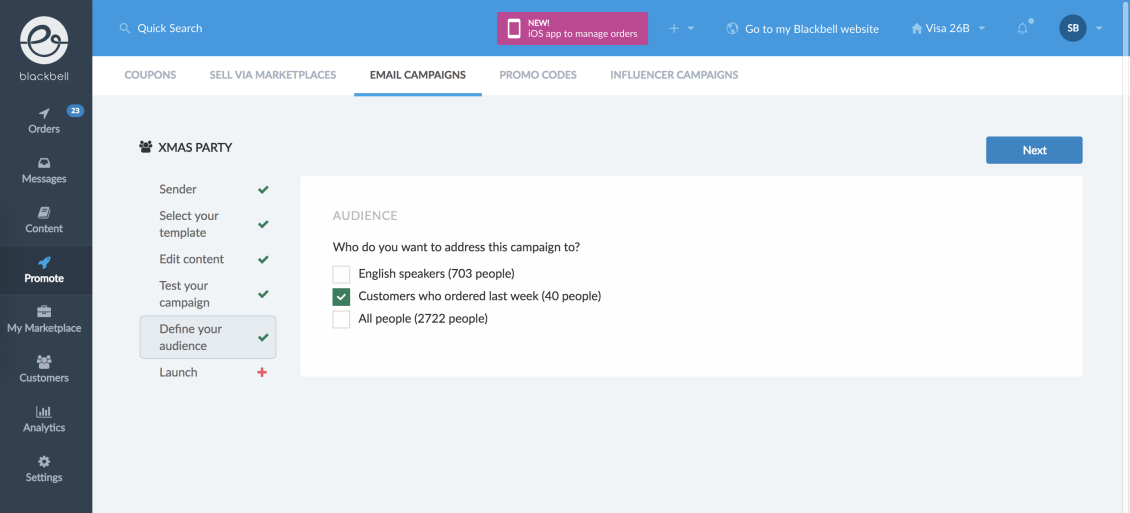 blackbell
Quick Search
NEW!
iOS app to manage orders
Go to my Blackbell website
Visa 26B
SB
COUPONS
SELL VIA MARKETPLACES
EMAIL CAMPAIGNS
PROMO CODES
INFLUENCER CAMPAIGNS
23
Orders
Messages
Content
Promote
My Marketplace
Customers
Analytics
Settings
XMAS PARTY
Next
Sender
Select your
template
Edit content
Test your
campaign
Define your
audience
Launch
AUDIENCE
Who do you want to address this campaign to?
English speakers (703 people)
Customers who ordered last week (40 people)
All people (2722 people)